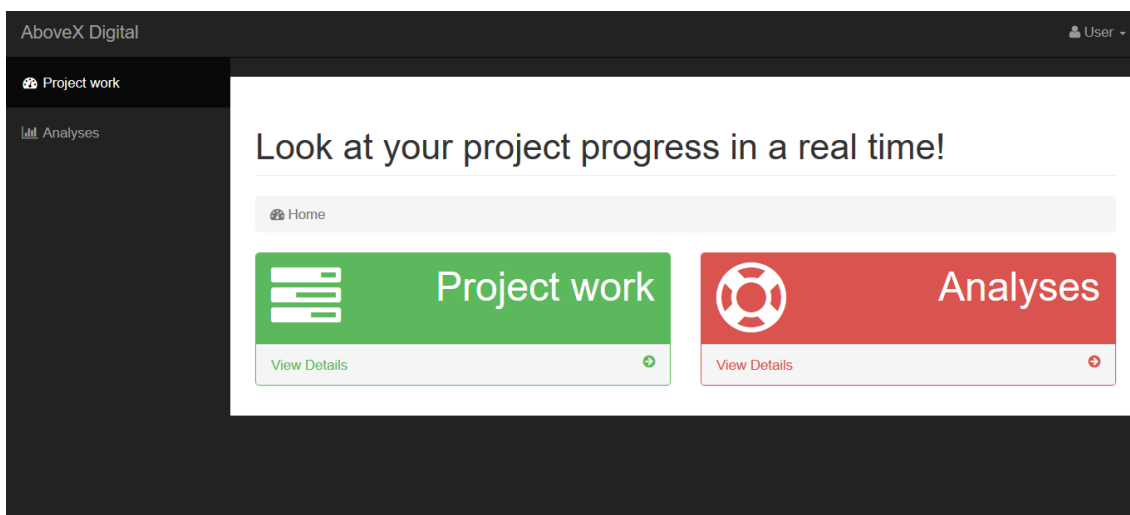 AboveX Digital
User
Project work
Analyses
Look at your project progress in a real time!
Home
Project work
View Details
Analyses
View Details